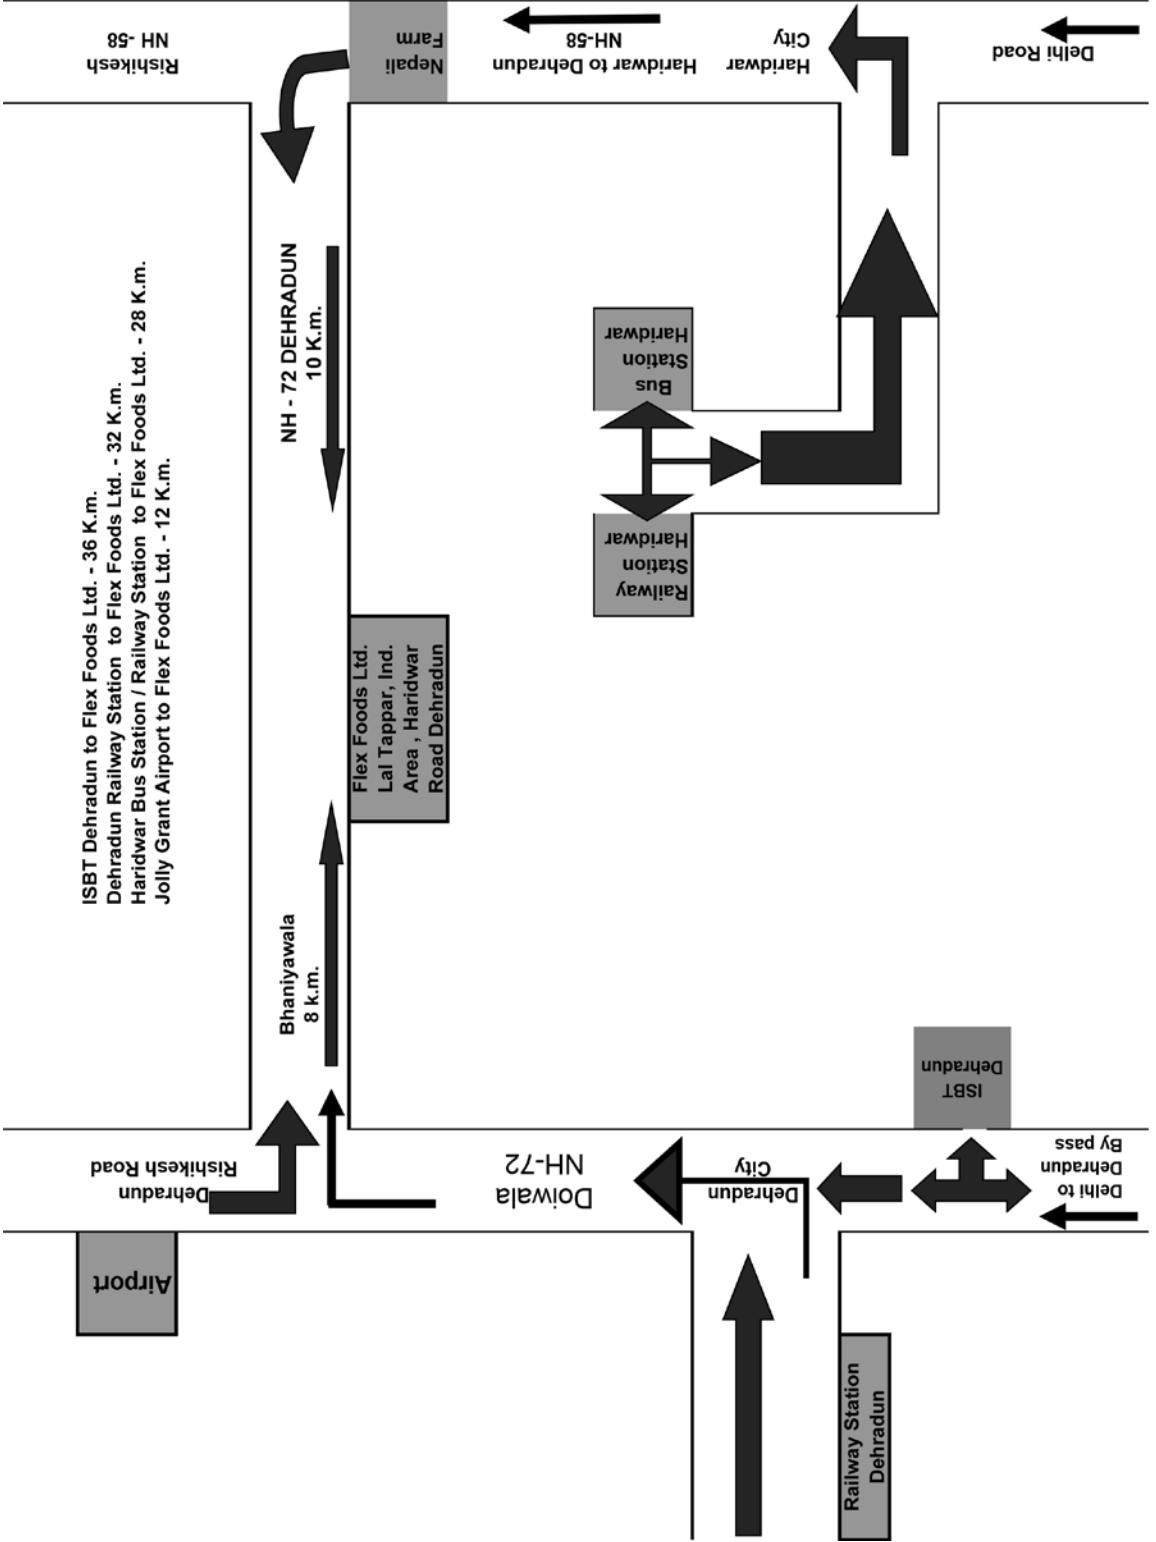 ISBT Dehradun to Flex Foods Ltd. - 36 K.m.
Dehradun Railway Station to Flex Foods Ltd. - 32 K.m.
Haridwar Bus Station / Railway Station to Flex Foods Ltd. - 28 K.m.
Jolly Grant Airport to Flex Foods Ltd. - 12 K.m.
Rishikesh
NH -58
Nepali
Farm
Haridwar to Dehradun
NH-58
Haridwar
City
Delhi Road
NH - 72 DEHRADUN
10 K.m.
Bus
Station
Haridwar
Railway
Station
Haridwar
Flex Foods Ltd.
Lal Tappar, Ind.
Area , Haridwar
Road Dehradun
Bhaniyawala
8 k.m.
ISBT
Dehradun
Dehradun
Rishikesh Road
Doiwala
NH-72
Dehradun
City
Delhi to
Dehradun
By pass
Airport
Railway Station
Dehradun